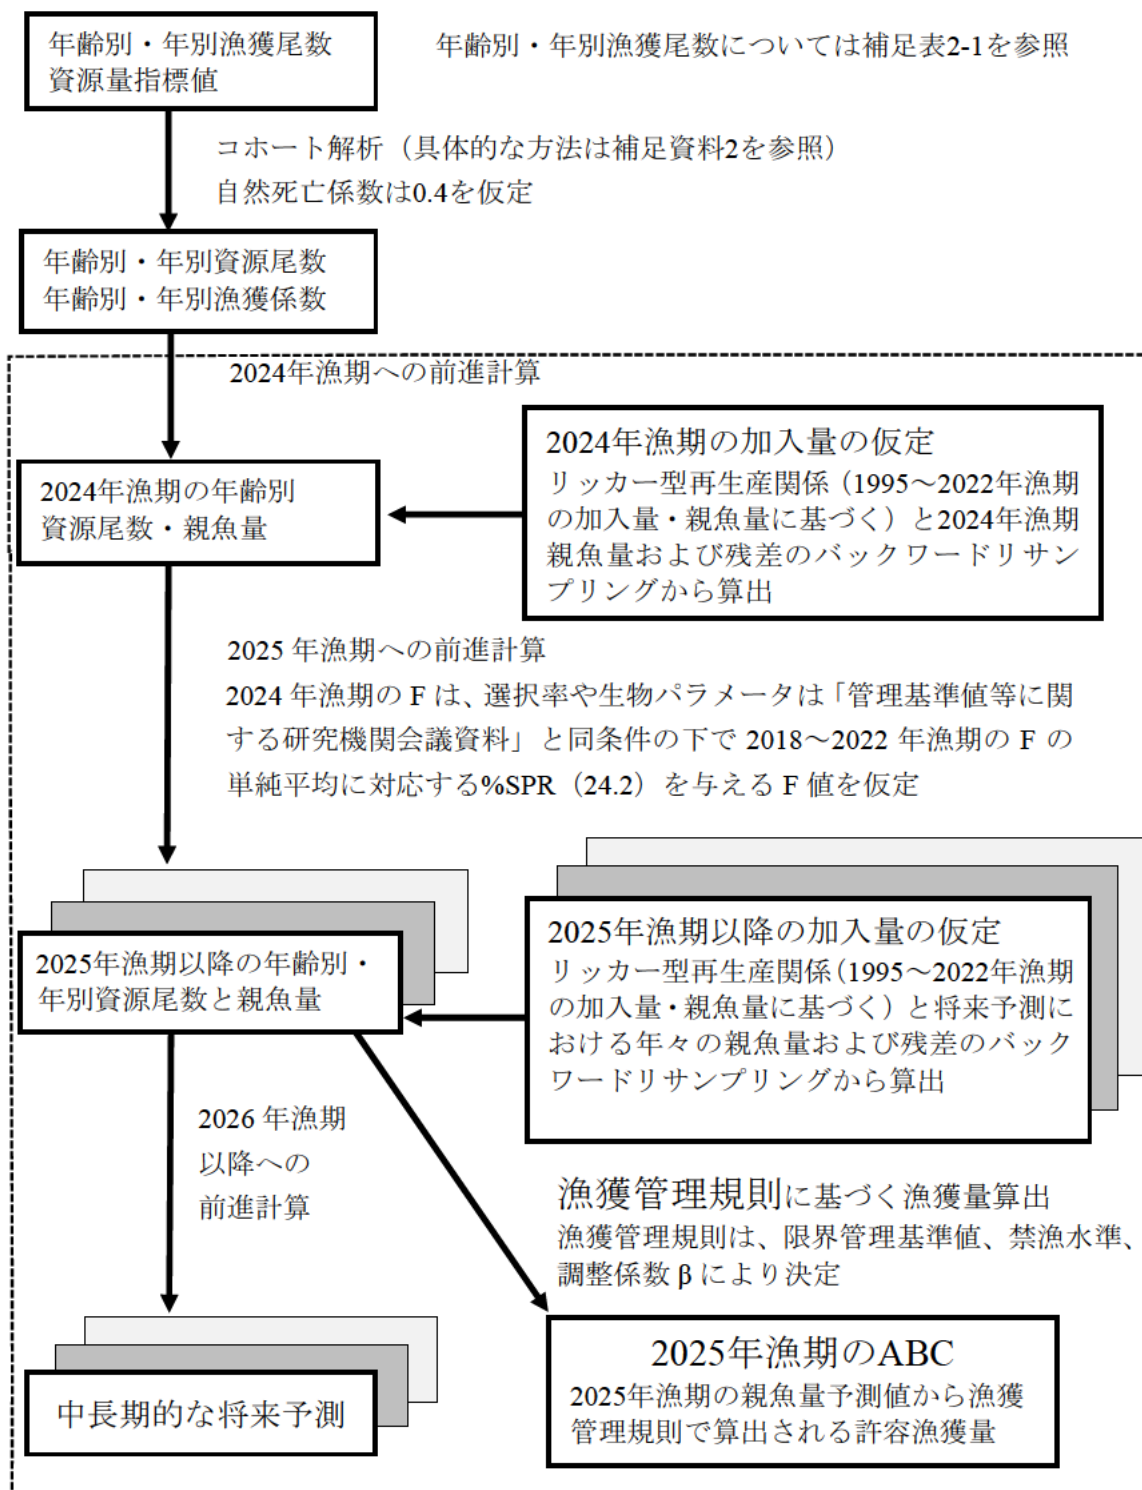 年齢別・年別漁獲尾数
資源量指標値
年齢別・年別漁獲尾数については補足表2-1を参照
コホート解析（具体的な方法は補足資料2を参照）
自然死亡係数は0.4を仮定
年齢別・年別資源尾数
年齢別・年別漁獲係数
2024年漁期への前進計算
2024年漁期の加入量の仮定
リッカー型再生産関係（1995～2022年漁期
の加入量・親魚量に基づく）と2024年漁期
親魚量および残差のバックワードリサン
プリングから算出
2024年漁期の年齢別
資源尾数・親魚量
2025 年漁期への前進計算
2024 年漁期の F は、選択率や生物パラメータは「管理基準値等に関
する研究機関会議資料」と同条件の下で 2018～2022 年漁期の F の
単純平均に対応する%SPR（24.2）を与える F 値を仮定
2025年漁期以降の加入量の仮定
リッカー型再生産関係（1995～2022年漁期
の加入量・親魚量に基づく）と将来予測に
おける年々の親魚量および残差のバック
ワードリサンプリングから算出
2025年漁期以降の年齢別・
年別資源尾数と親魚量
2026 年漁期
以降への
前進計算
漁獲管理規則に基づく漁獲量算出
漁獲管理規則は、限界管理基準値、禁漁水準、
調整係数 β により決定
2025年漁期のABC
2025年漁期の親魚量予測値から漁獲
管理規則で算出される許容漁獲量
中長期的な将来予測